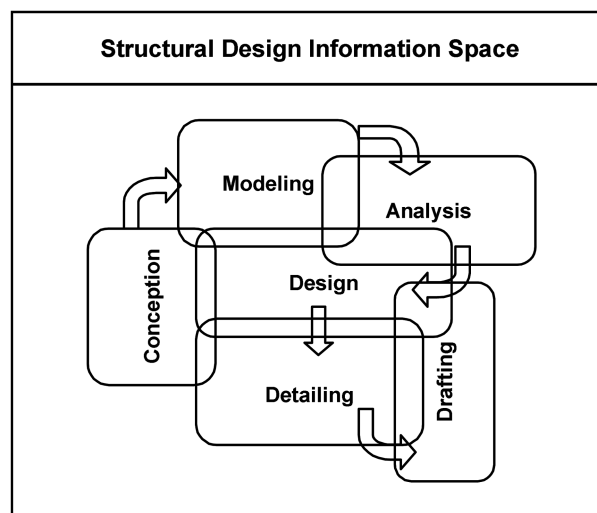 Structural Design Information Space
Modeling
Analysis
Conception
Design
Detailing
Drafting